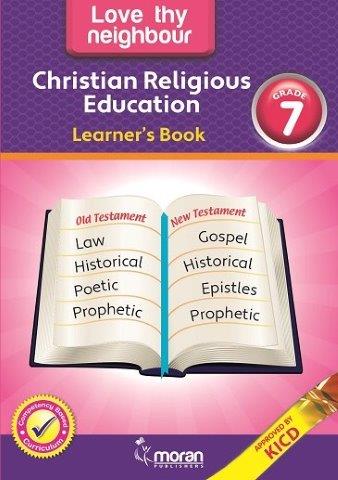 Love thy
neighbour
Christian Religious
Education
Learner's Book
GRADE
7
Old Testament
Law
Historical
Poetic
Prophetic
New Testament
Gospel
Historical
Epistles
Prophetic
Competency Based
Curriculum
moran
PUBLISHERS
APPROVED BY
KICD